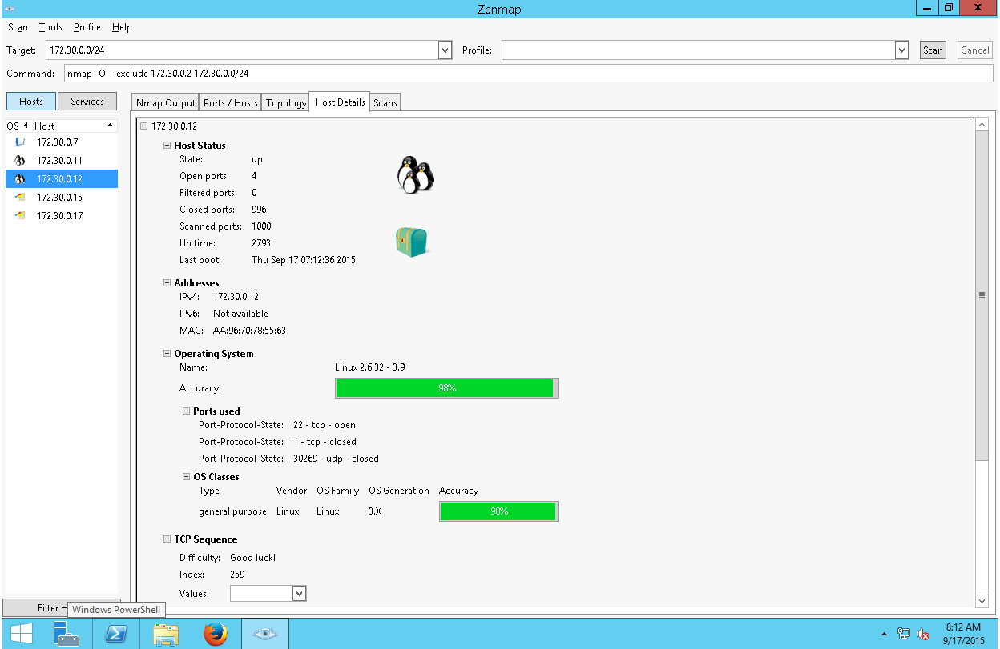 Zenmap
Scan Tools Profile Help
Target: 172.30.0.0/24 Profile: Scan Cancel
Command: nmap -O --exclude 172.30.0.2 172.30.0.0/24
Hosts Services Nmap Output Ports / Hosts Topology Host Details Scans
OS Host
172.30.0.7
172.30.0.11
172.30.0.12
172.30.0.15
172.30.0.17
172.30.0.12
Host Status
State: up
Open ports: 4
Filtered ports: 0
Closed ports: 996
Scanned ports: 1000
Up time: 2793
Last boot: Thu Sep 17 07:12:36 2015
Addresses
IPv4: 172.30.0.12
IPv6: Not available
MAC: AA:96:70:78:55:63
Operating System
Name: Linux 2.6.32 - 3.9
Accuracy: 98%
Ports used
Port-Protocol-State: 22 - tcp - open
Port-Protocol-State: 1 - tcp - closed
Port-Protocol-State: 30269 - udp - closed
OS Classes
Type Vendor OS Family OS Generation Accuracy
general purpose Linux Linux 3.X 98%
TCP Sequence
Difficulty: Good luck!
Index: 259
Values:
Filter H
Windows PowerShell
8:12 AM
9/17/2015